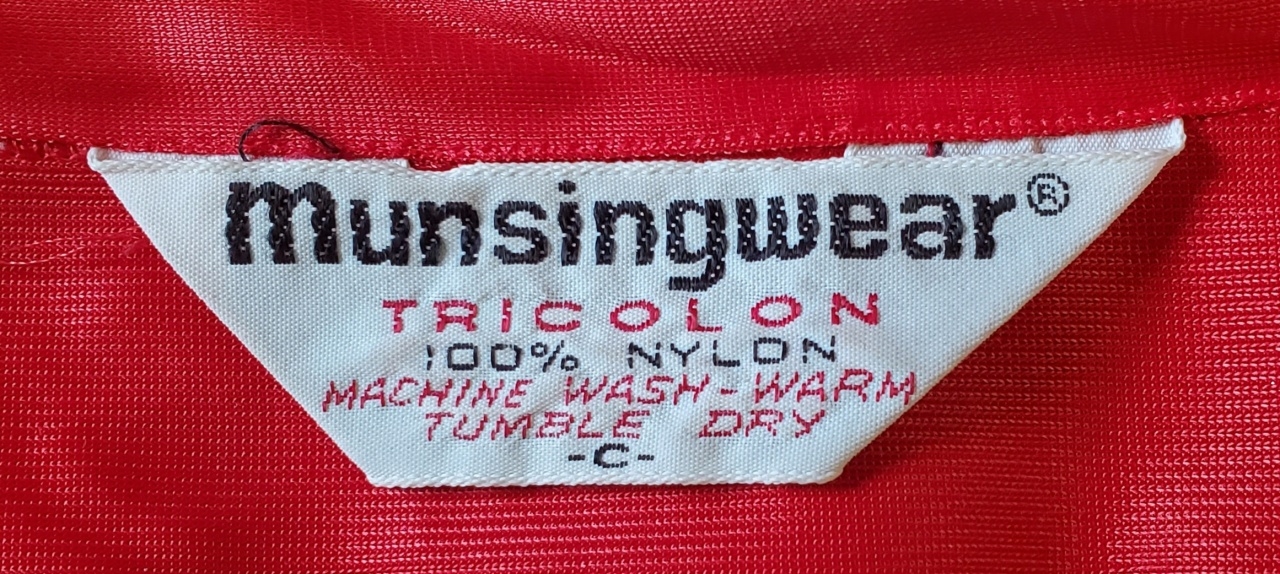 munsingwear®
TRICOLON
100% NYLON
MACHINE WASH-WARM
TUMBLE DRY
-C-